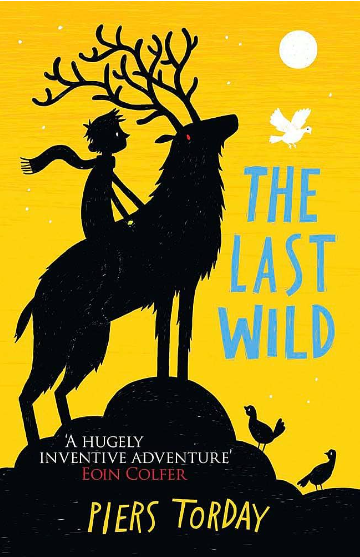 THE
LAST
WILD
'A HUGELY
INVENTIVE ADVENTURE'
EOIN COLFER
PIERS TORDAY